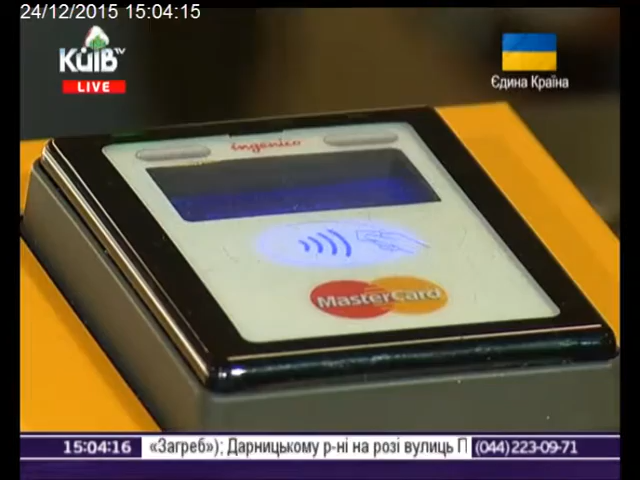 24/12/2015 15:04:15
КиЇВ TV
LIVE
Єдина Країна
ingenico
MasterCard
15:04:16 «Загреб»); Дарницькому р-ні на розі вулиць П (044)223-09-71